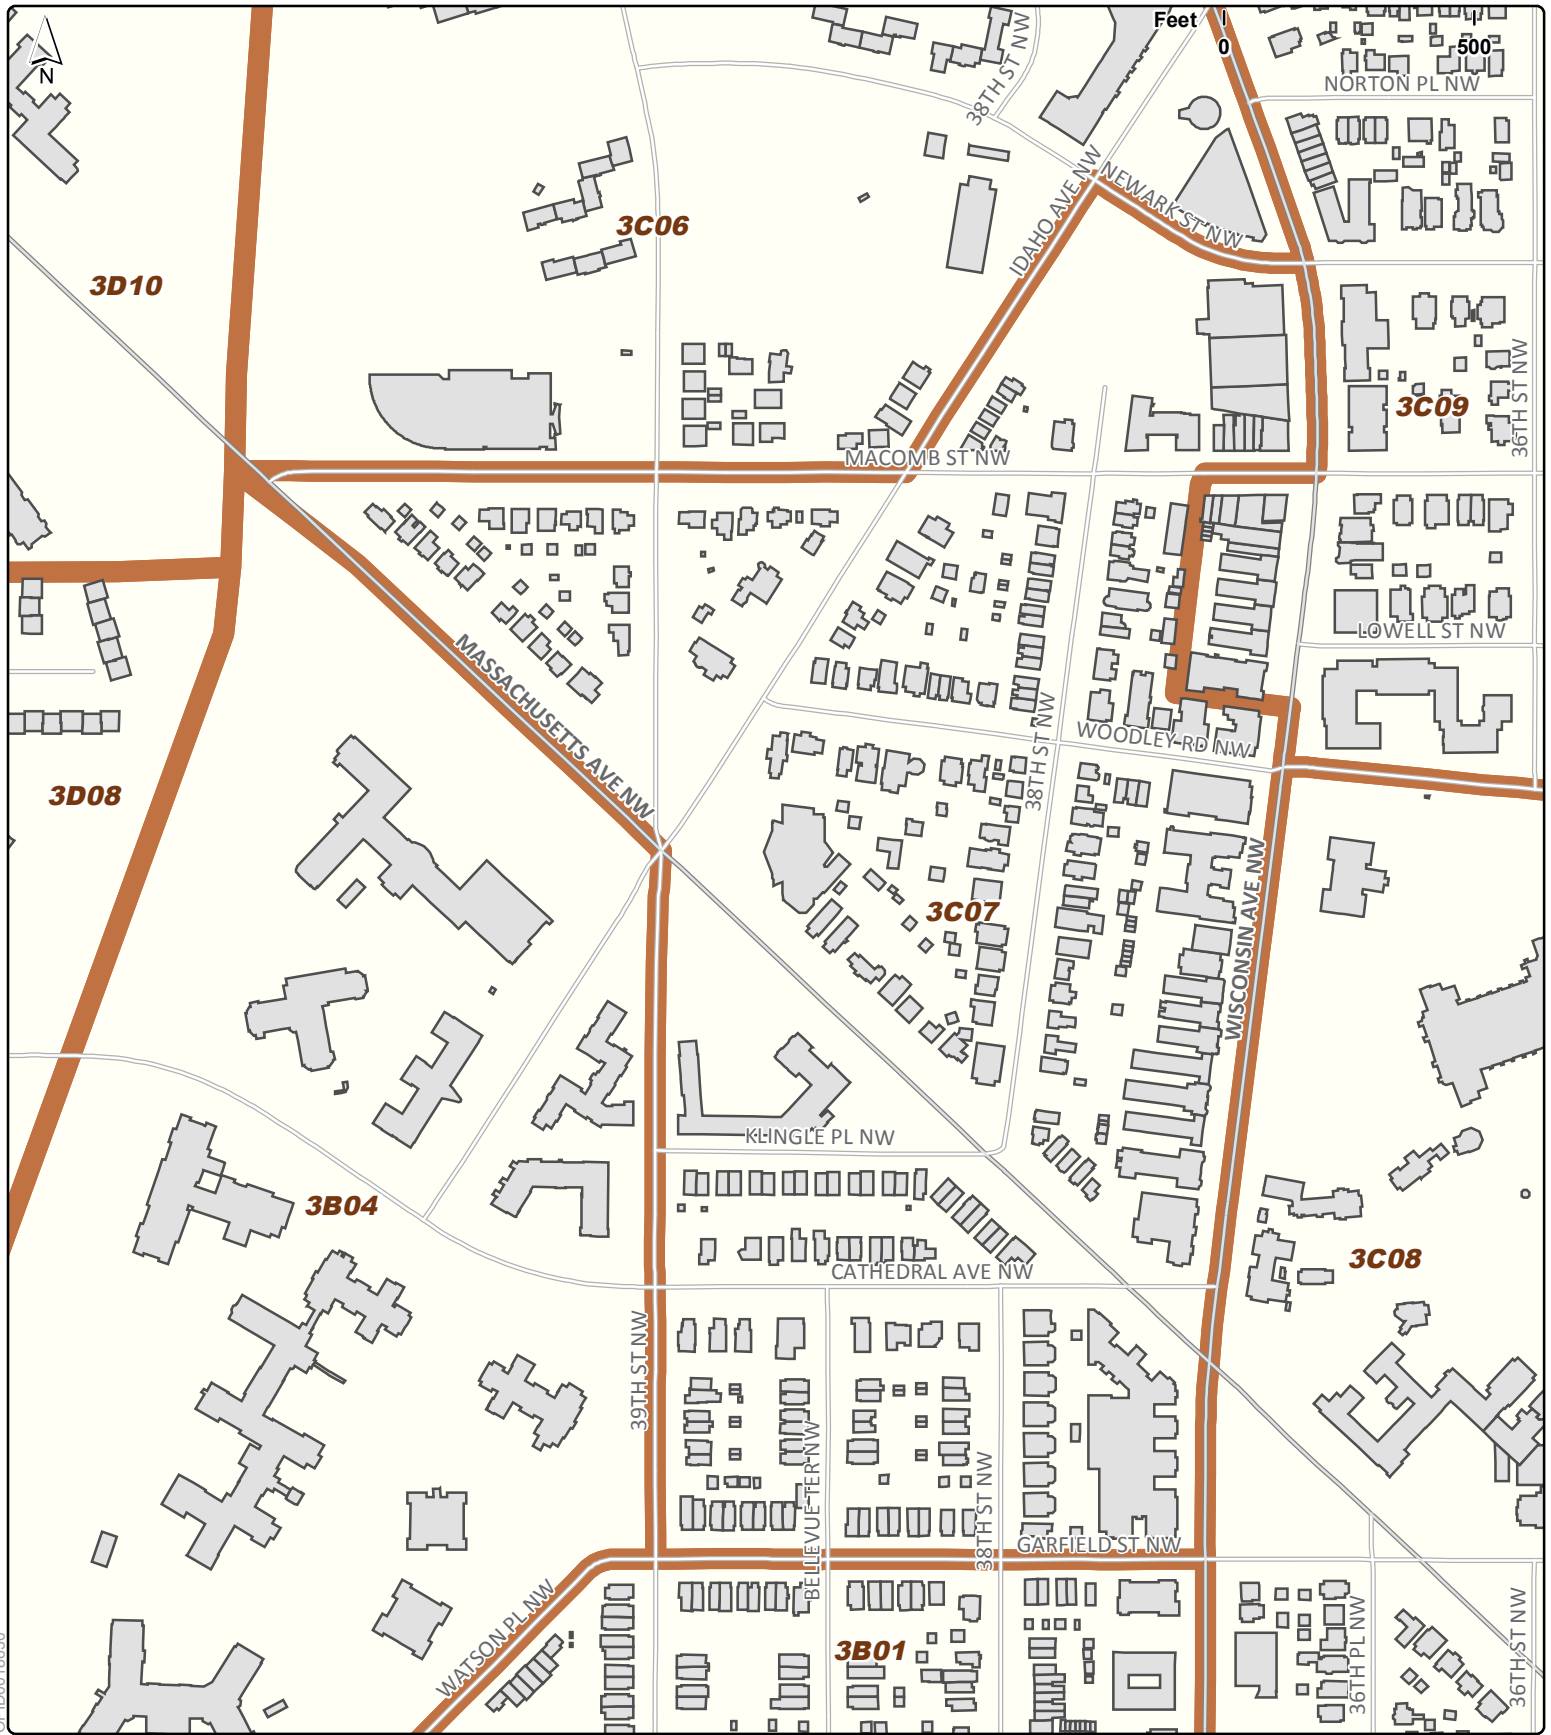 Feet
0
500
N
38TH ST NW
NORTON PL NW
IDAHO AVE NW
NEWARK ST NW
3C06
3D10
36TH ST NW
3C09
MACOMB ST NW
LOWELL ST NW
MASSACHUSETTS AVE NW
38TH ST NW
WOODLEY RD NW
3D08
3C07
WISCONSIN AVE NW
KLINGLE PL NW
3B04
3C08
CATHEDRAL AVE NW
39TH ST NW
BELLEVUE TER NW
38TH ST NW
GARFIELD ST NW
WATSON PL NW
3B01
36TH PL NW
36TH ST NW